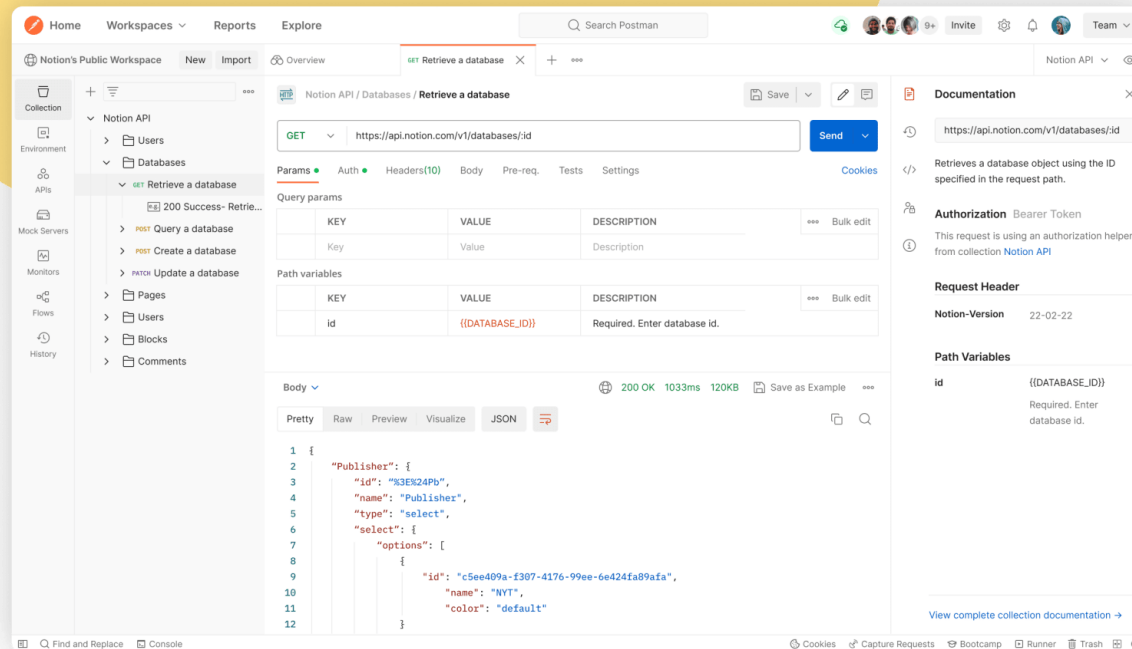 Home Workspaces Reports Explore Search Postman 9+ Invite Team
Notion's Public Workspace New Import Overview GET Retrieve a database Notion API
Collection
Environment
APIs
Mock Servers
Monitors
Flows
History
Notion API
Users
Databases
GET Retrieve a database
200 Success- Retrie...
POST Query a database
POST Create a database
PATCH Update a database
Pages
Users
Blocks
Comments
HTTP Notion API / Databases / Retrieve a database Save
GET https://api.notion.com/v1/databases/:id Send
Params Auth Headers(10) Body Pre-req. Tests Settings Cookies
Query params
KEY VALUE DESCRIPTION Bulk edit
Key Value Description
Path variables
KEY VALUE DESCRIPTION Bulk edit
id {{DATABASE_ID}} Required. Enter database id.
Body 200 OK 1033ms 120KB Save as Example
Pretty Raw Preview Visualize JSON
1 {
2 “Publisher”: {
3 “id”: “%3E%24Pb”,
4 “name”: "Publisher",
5 “type”: "select",
6 “select”: {
7 “options”: [
8 {
9 "id": "c5ee409a-f307-4176-99ee-6e424fa89afa",
10 "name": "NYT",
11 "color": "default"
12 }
Documentation
https://api.notion.com/v1/databases/:id
Retrieves a database object using the ID
specified in the request path.
Authorization Bearer Token
This request is using an authorization helper
from collection Notion API
Request Header
Notion-Version 22-02-22
Path Variables
id {{DATABASE_ID}}
Required. Enter
database id.
View complete collection documentation →
Find and Replace Console Cookies Capture Requests Bootcamp Runner Trash